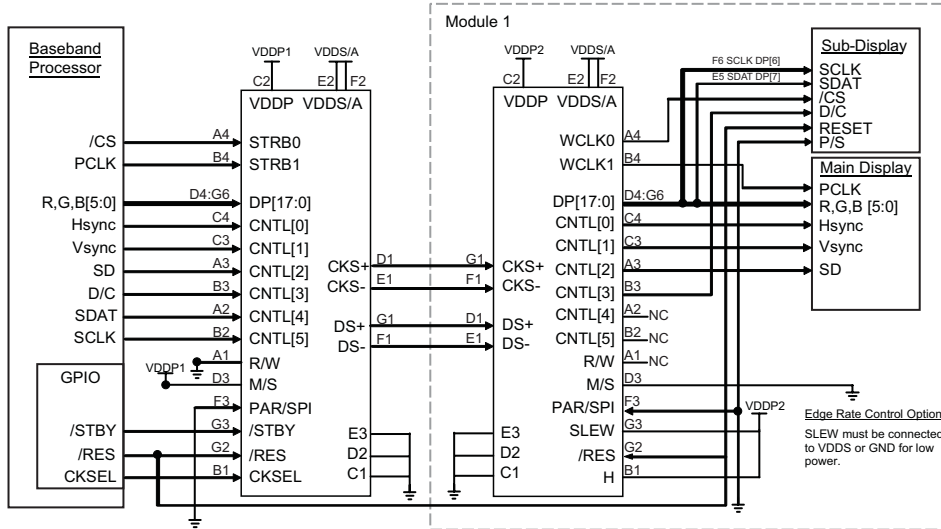 Module 1
Baseband
Processor
/CS
PCLK
R,G,B[5:0]
Hsync
Vsync
SD
D/C
SDAT
SCLK
GPIO
/STBY
/RES
CKSEL
A4
B4
D4:G6
C4
C3
A3
B3
A2
B2
A1
VDDP1
D3
F3
G3
G2
B1
VDDP1
VDDS/A
C2
E2
F2
VDDP
VDDS/A
STRB0
STRB1
DP[17:0]
CNTL[0]
CNTL[1]
CNTL[2]
CNTL[3]
CNTL[4]
CNTL[5]
R/W
M/S
PAR/SPI
/STBY
/RES
CKSEL
CKS+
CKS-
DS+
DS-
D1
E1
G1
F1
E3
D2
C1
G1
F1
D1
E1
VDDP2
VDDS/A
C2
E2
F2
VDDP
VDDS/A
CKS+
CKS-
DS+
DS-
E3
D2
C1
WCLK0
WCLK1
DP[17:0]
CNTL[0]
CNTL[1]
CNTL[2]
CNTL[3]
CNTL[4]
CNTL[5]
R/W
M/S
PAR/SPI
SLEW
/RES
H
A4
B4
D4:G6
C4
C3
A3
B3
A2
NC
B2
NC
A1
NC
D3
F3
G3
G2
B1
VDDP2
F6 SCLK DP[6]
E5 SDAT DP[7]
Sub-Display
SCLK
SDAT
/CS
D/C
RESET
P/S
Main Display
PCLK
R,G,B [5:0]
Hsync
Vsync
SD
Edge Rate Control Option
SLEW must be connected
to VDDS or GND for low
power.